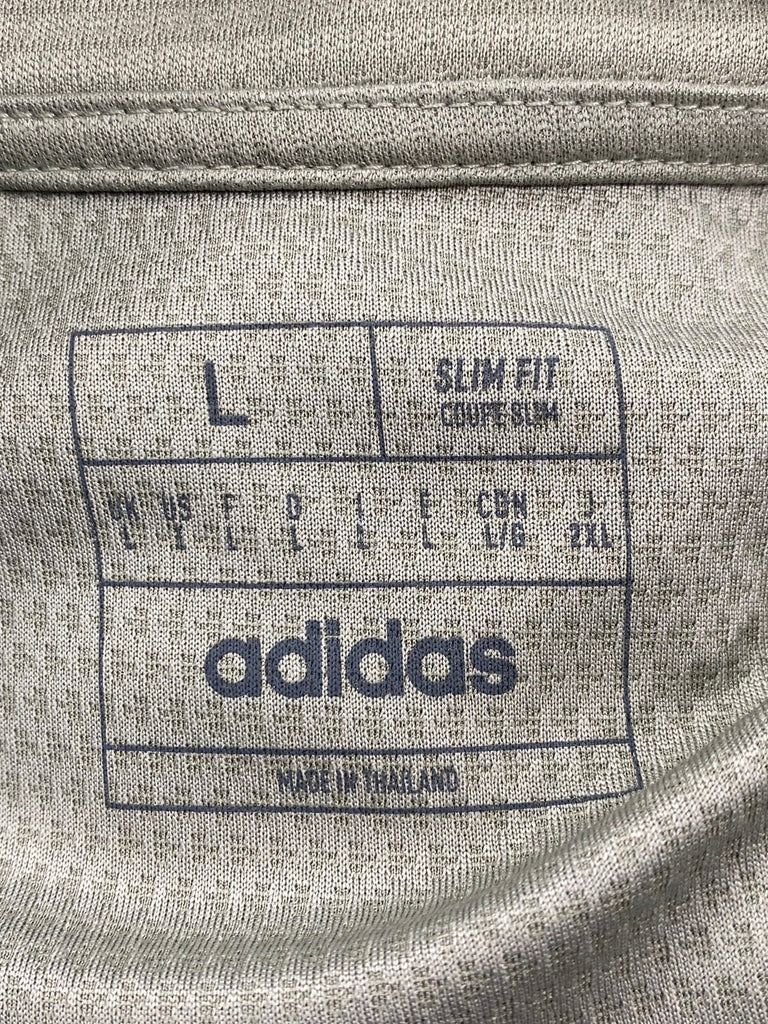 L
SLIM FIT
COUPE SLIM
UK US F D I E CDN J
L L L L L L L/G 2XL
adidas
MADE IN THAILAND